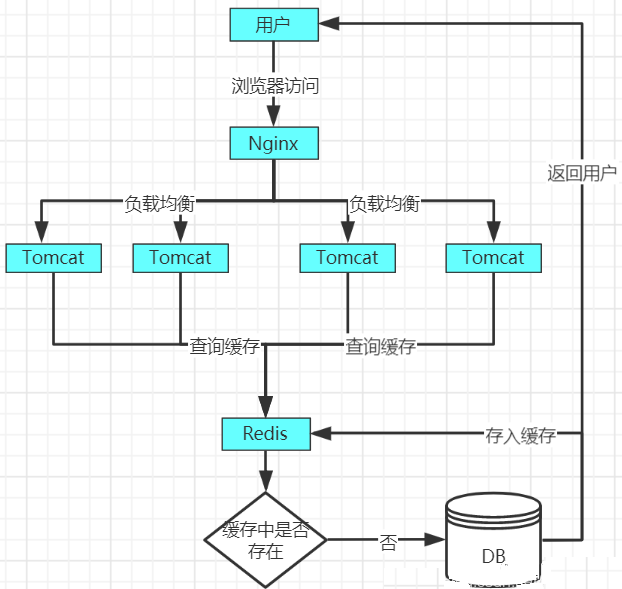 用户
浏览器访问
Nginx
返回用户
负载均衡
负载均衡
Tomcat
Tomcat
Tomcat
Tomcat
查询缓存
查询缓存
Redis
存入缓存
缓存中是否
存在
否
DB